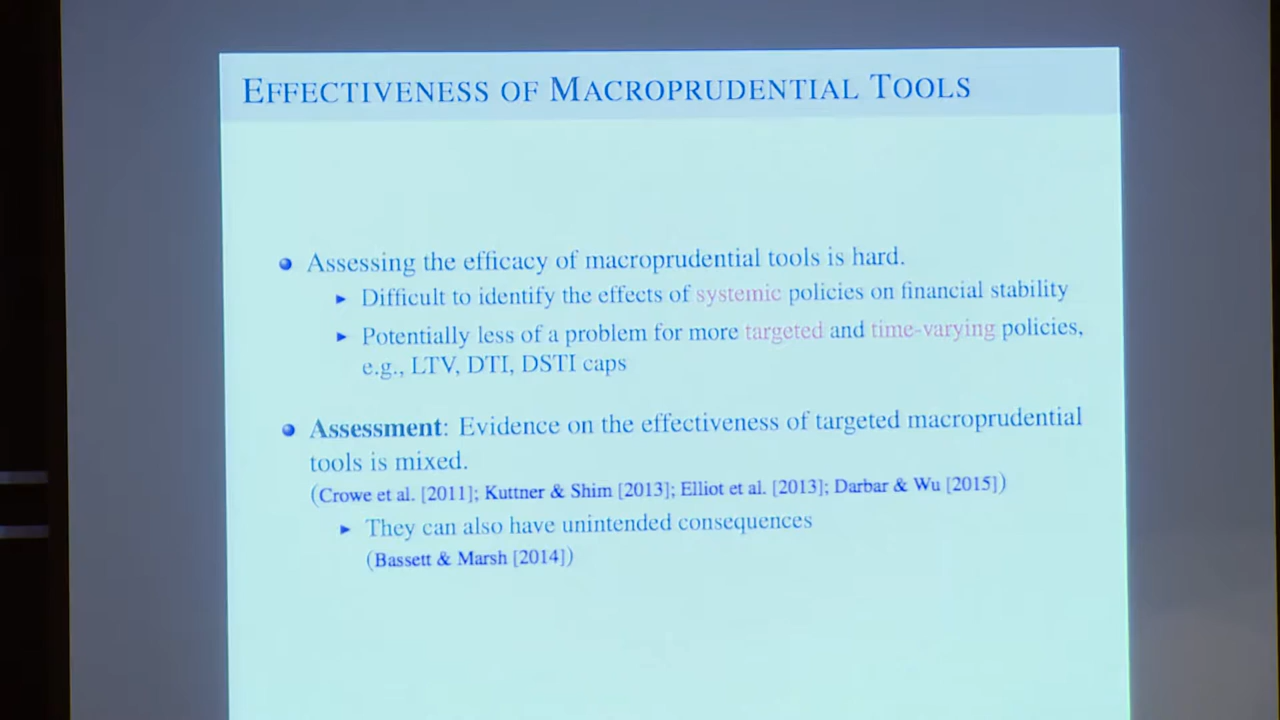 EFFECTIVENESS OF MACROPRUDENTIAL TOOLS
Assessing the efficacy of macroprudential tools is hard.
Difficult to identify the effects of systemic policies on financial stability
Potentially less of a problem for more targeted and time-varying policies,
e.g., LTV, DTI, DSTI caps
Assessment: Evidence on the effectiveness of targeted macroprudential
tools is mixed.
(Crowe et al. [2011]; Kuttner & Shim [2013]; Elliot et al. [2013]; Darbar & Wu [2015])
They can also have unintended consequences
(Bassett & Marsh [2014])